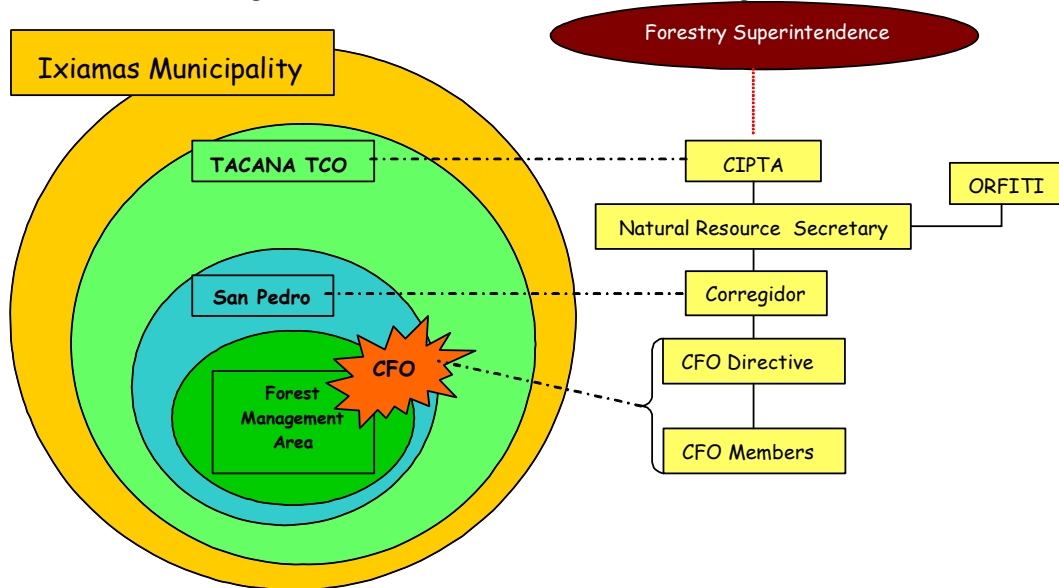 Forestry Superintendence
Ixiamas Municipality
TACANA TCO
CIPTA
ORFITI
Natural Resource Secretary
San Pedro
Corregidor
CFO
CFO Directive
Forest
Management
Area
CFO Members